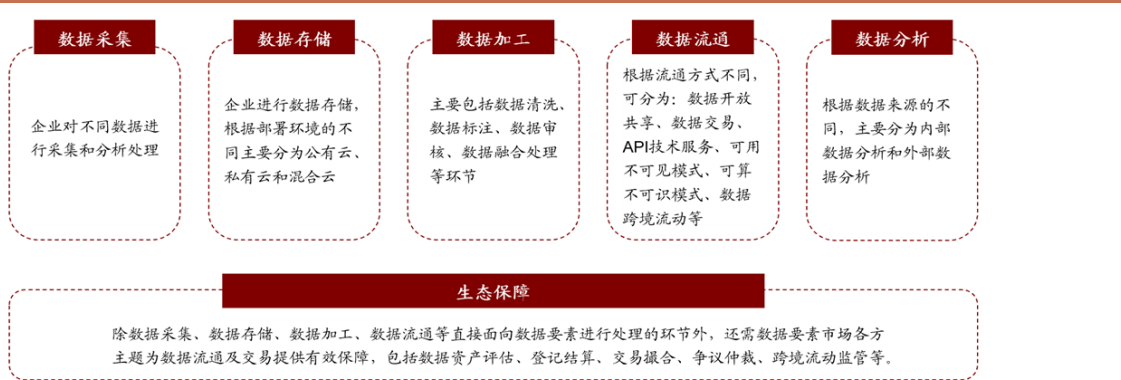 数据采集
企业对不同数据进
行采集和分析处理
数据存储
企业进行数据存储，
根据部署环境的不
同主要分为公有云、
私有云和混合云
数据加工
主要包括数据清洗、
数据标注、数据审
核、数据融合处理
等环节
数据流通
根据流通方式不同，
可分为：数据开放
共享、数据交易、
API技术服务、可用
不可见模式、可算
不可识模式、数据
跨境流动等
数据分析
根据数据来源的不
同，主要分为内部
数据分析和外部数
据分析
生态保障
除数据采集、数据存储、数据加工、数据流通等直接面向数据要素进行处理的环节外，还需数据要素市场各方
主题为数据流通及交易提供有效保障，包括数据资产评估、登记结算、交易撮合、争议仲裁、跨境流动监管等。